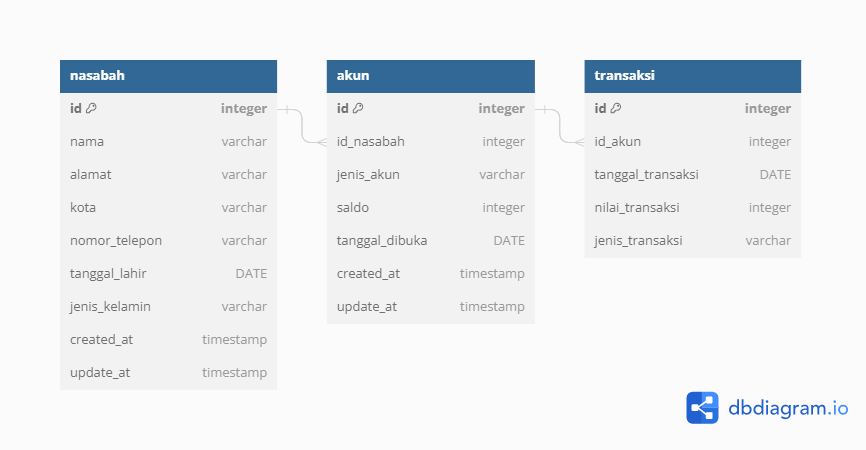 nasabah
id integer
nama varchar
alamat varchar
kota varchar
nomor_telepon varchar
tanggal_lahir DATE
jenis_kelamin varchar
created_at timestamp
update_at timestamp
akun
id integer
id_nasabah integer
jenis_akun varchar
saldo integer
tanggal_dibuka DATE
created_at timestamp
update_at timestamp
transaksi
id integer
id_akun integer
tanggal_transaksi DATE
nilai_transaksi integer
jenis_transaksi varchar
dbdiagram.io